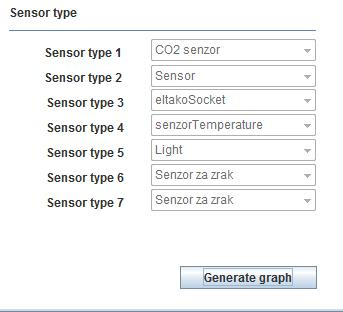 Sensor type
Sensor type 1 CO2 senzor
Sensor type 2 Sensor
Sensor type 3 eltakoSocket
Sensor type 4 senzorTemperature
Sensor type 5 Light
Sensor type 6 Senzor za zrak
Sensor type 7 Senzor za zrak
Generate graph